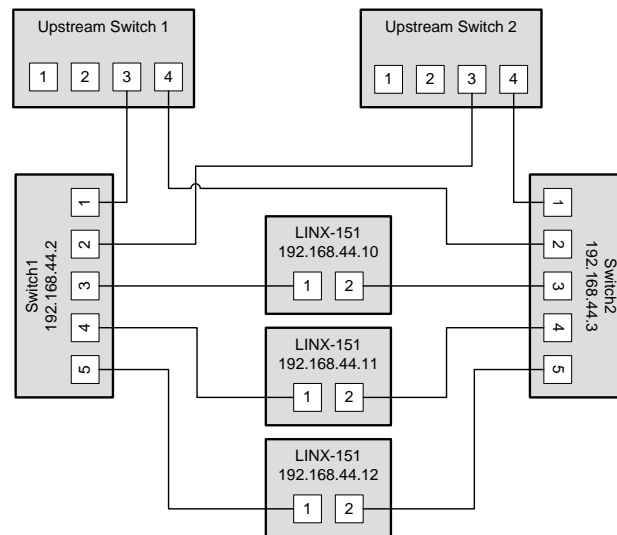 Upstream Switch 1
1 2 3 4
Upstream Switch 2
1 2 3 4
Switch1
192.168.44.2
1
2
3
4
5
LINX-151
192.168.44.10
1 2
LINX-151
192.168.44.11
1 2
LINX-151
192.168.44.12
1 2
Switch2
192.168.44.3
1
2
3
4
5